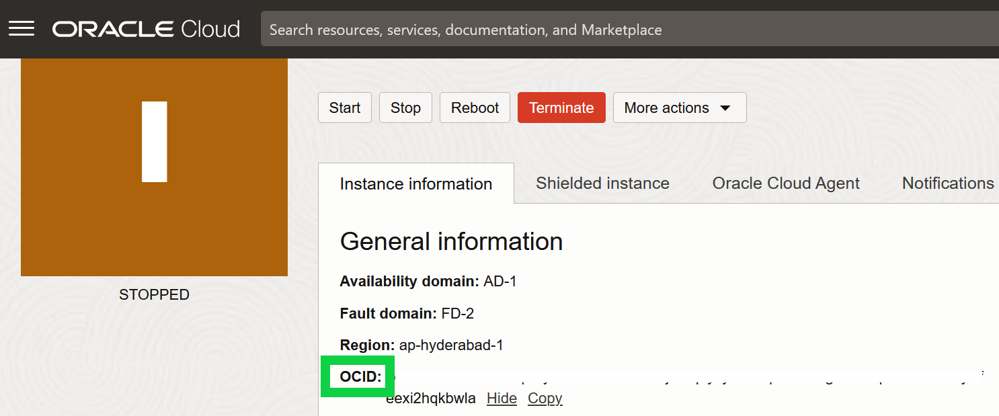 ORACLE Cloud
Search resources, services, documentation, and Marketplace
Start
Stop
Reboot
Terminate
More actions
STOPPED
Instance information
Shielded instance
Oracle Cloud Agent
Notifications
General information
Availability domain: AD-1
Fault domain: FD-2
Region: ap-hyderabad-1
OCID:
eexi2hqkbwla Hide Copy